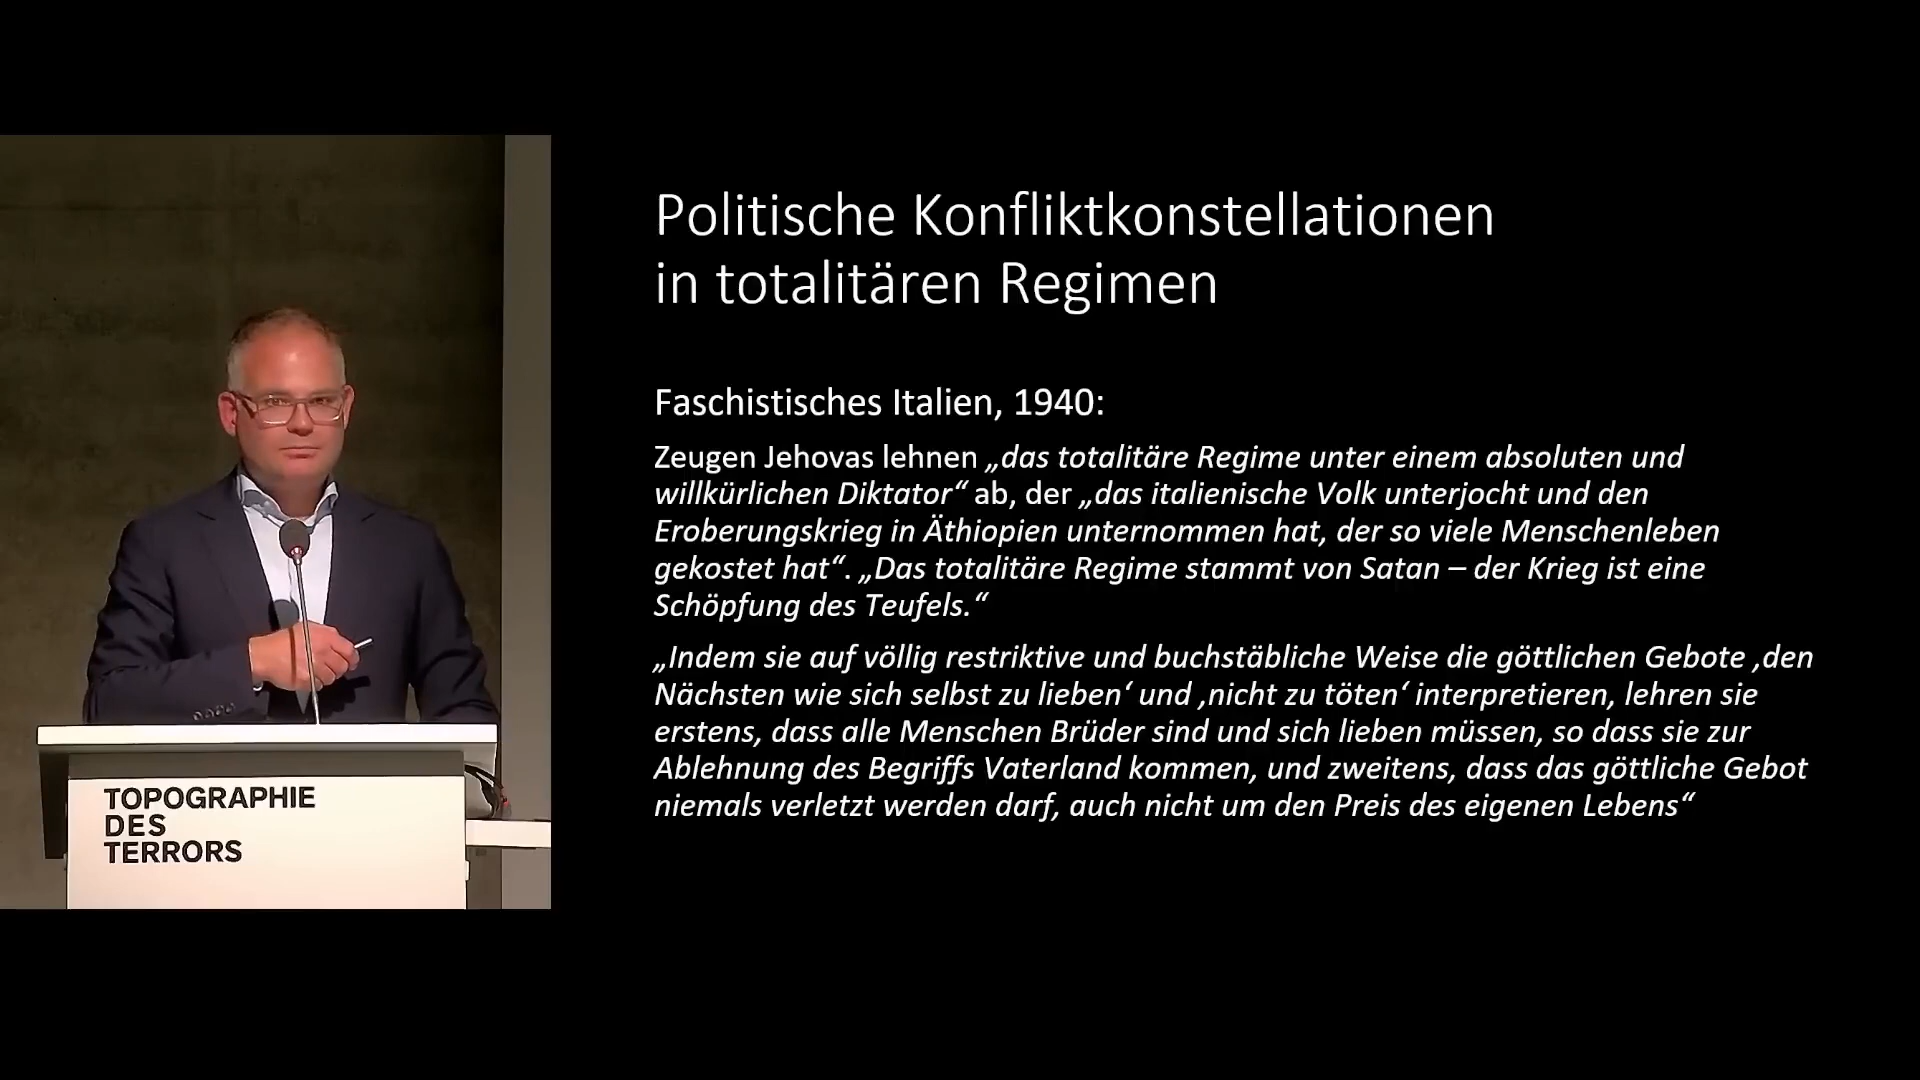 Politische Konfliktkonstellationen
in totalitären Regimen
Faschistisches Italien, 1940:
Zeugen Jehovas lehnen „das totalitäre Regime unter einem absoluten und
willkürlichen Diktator“ ab, der „das italienische Volk unterjocht und den
Eroberungskrieg in Äthiopien unternommen hat, der so viele Menschenleben
gekostet hat“. „Das totalitäre Regime stammt von Satan – der Krieg ist eine
Schöpfung des Teufels.“
„Indem sie auf völlig restriktive und buchstäbliche Weise die göttlichen Gebote ‚den
Nächsten wie sich selbst zu lieben‘ und ‚nicht zu töten‘ interpretieren, lehren sie
erstens, dass alle Menschen Brüder sind und sich lieben müssen, so dass sie zur
Ablehnung des Begriffs Vaterland kommen, und zweitens, dass das göttliche Gebot
niemals verletzt werden darf, auch nicht um den Preis des eigenen Lebens“
TOPOGRAPHIE
DES
TERRORS